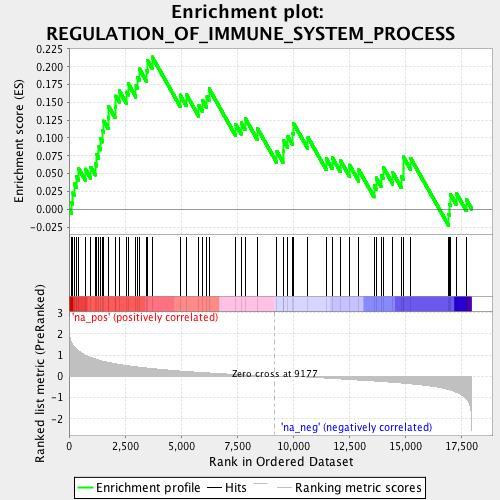 Enrichment plot:
REGULATION_OF_IMMUNE_SYSTEM_PROCESS
Enrichment score (ES)
0.225
0.200
0.175
0.150
0.125
0.100
0.075
0.050
0.025
0.000
-0.025
Ranked list metric (PreRanked)
'na_pos' (positively correlated)
3
2
1
0
-1
-2
Zero cross at 9177
'na_neg' (negatively correlated)
0
2,500
5,000
7,500
10,000
12,500
15,000
17,500
Rank in Ordered Dataset
Enrichment profile
Hits
Ranking metric scores